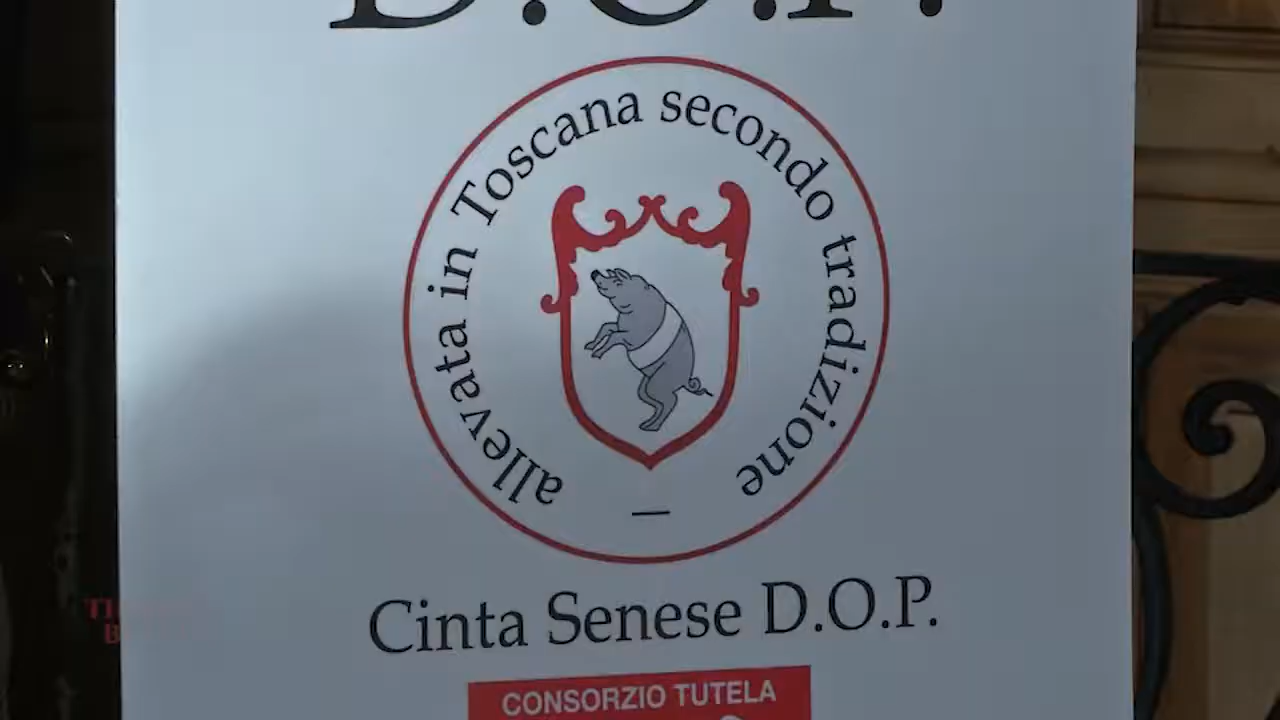 D.O.P.
allevata in Toscana secondo tradizione
Cinta Senese D.O.P.
CONSORZIO TUTELA